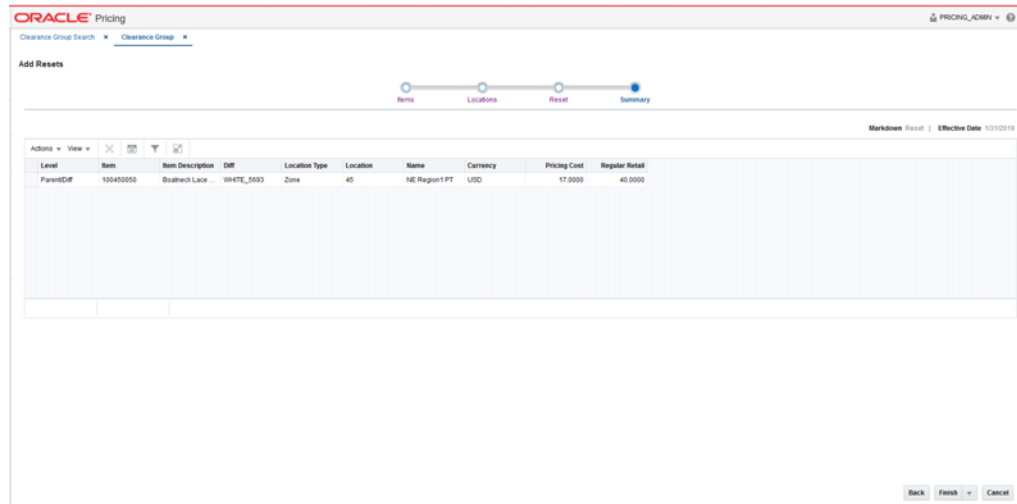 ORACLE® Pricing
PRICING_ADMIN
Clearance Group Search × Clearance Group ×
Add Resets
Items Locations Reset Summary
Markdown Reset | Effective Date 1/31/2019
Actions View
Level Item Item Description Diff Location Type Location Name Currency Pricing Cost Regular Retail
Parent/Diff 100450050 Boatneck Lace ... WHITE_5693 Zone 45 NE Region1-PT USD 17.0000 40.0000
Back Finish Cancel